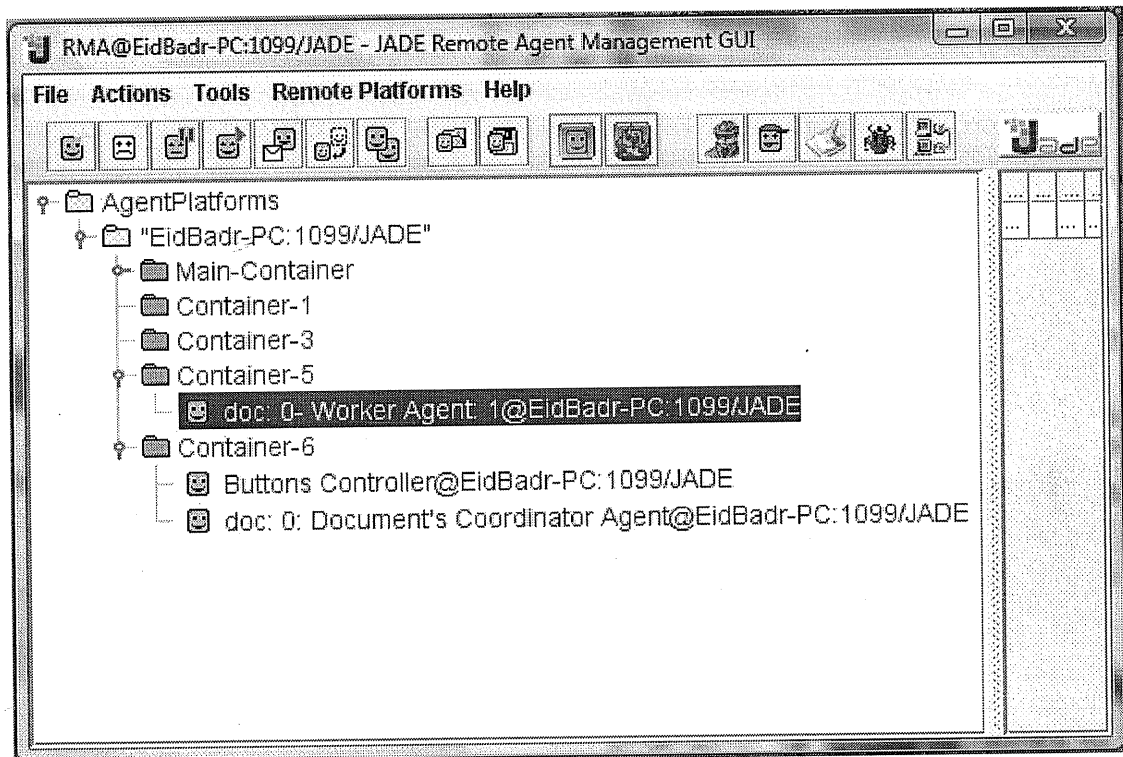 RMA@EidBadr-PC:1099/JADE - JADE Remote Agent Management GUI
File Actions Tools Remote Platforms Help
Jade
AgentPlatforms
"EidBadr-PC:1099/JADE"
Main-Container
Container-1
Container-3
Container-5
doc: 0- Worker Agent: 1@EidBadr-PC:1099/JADE
Container-6
Buttons Controller@EidBadr-PC:1099/JADE
doc: 0: Document's Coordinator Agent@EidBadr-PC:1099/JADE
... ... ... ..
... ... ..